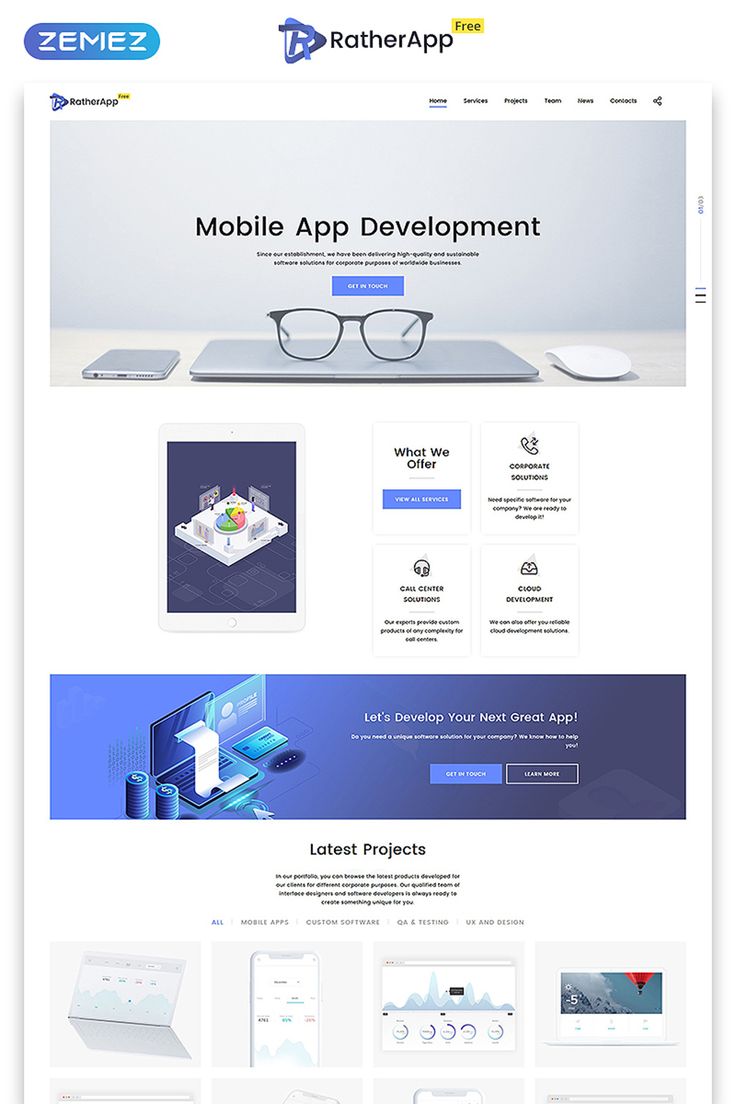 ZEMEZ
RatherApp Free
RatherApp Free
Home Services Projects Team News Contacts
01/03
Mobile App Development
Since our establishment, we have been delivering high-quality and sustainable
software solutions for corporate purposes of worldwide businesses.
GET IN TOUCH
What We
Offer
VIEW ALL SERVICES
CORPORATE
SOLUTIONS
Need specific software for your
company? We are ready to
develop it!
CALL CENTER
SOLUTIONS
Our experts provide custom
products of any complexity for
call centers.
CLOUD
DEVELOPMENT
We can also offer you reliable
cloud development solutions.
PROFILE
Let's Develop Your Next Great App!
Do you need a unique software solution for your company? We know how to help
you!
GET IN TOUCH LEARN MORE
Latest Projects
In our portfolio, you can browse the latest products developed for
our clients for different corporate purposes. Our qualified team of
interface designers and software developers is always ready to
create something unique for you.
ALL MOBILE APPS CUSTOM SOFTWARE QA & TESTING UX AND DESIGN
4761 85%
4761 85% -20%
-5